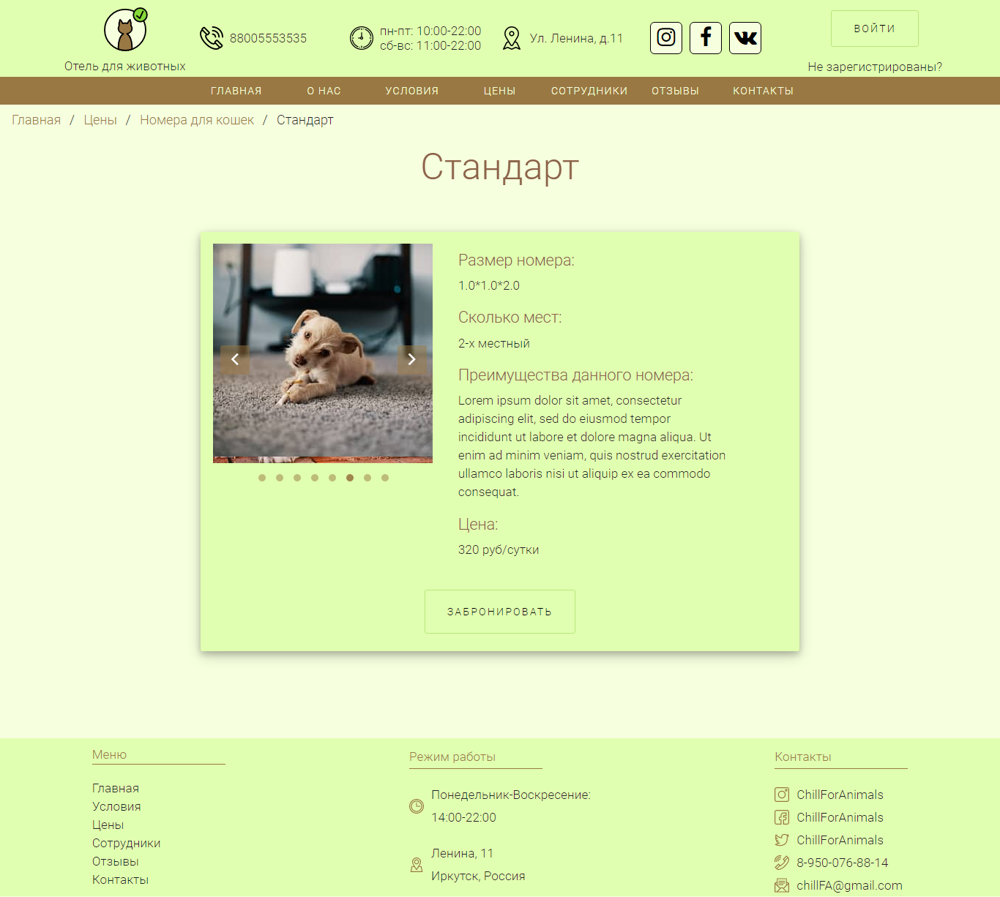 Отель для животных
88005553535
пн-пт: 10:00-22:00
сб-вс: 11:00-22:00
Ул. Ленина, д.11
ВОЙТИ
Не зарегистрированы?
ГЛАВНАЯ О НАС УСЛОВИЯ ЦЕНЫ СОТРУДНИКИ ОТЗЫВЫ КОНТАКТЫ
Главная / Цены / Номера для кошек / Стандарт
Стандарт
Размер номера:
1.0*1.0*2.0
Сколько мест:
2-х местный
Преимущества данного номера:
Lorem ipsum dolor sit amet, consectetur
adipiscing elit, sed do eiusmod tempor
incididunt ut labore et dolore magna aliqua. Ut
enim ad minim veniam, quis nostrud exercitation
ullamco laboris nisi ut aliquip ex ea commodo
consequat.
Цена:
320 руб/сутки
ЗАБРОНИРОВАТЬ
Меню
Главная
Условия
Цены
Сотрудники
Отзывы
Контакты
Режим работы
Понедельник-Воскресение:
14:00-22:00
Ленина, 11
Иркутск, Россия
Контакты
ChillForAnimals
ChillForAnimals
ChillForAnimals
8-950-076-88-14
chillFA@gmail.com